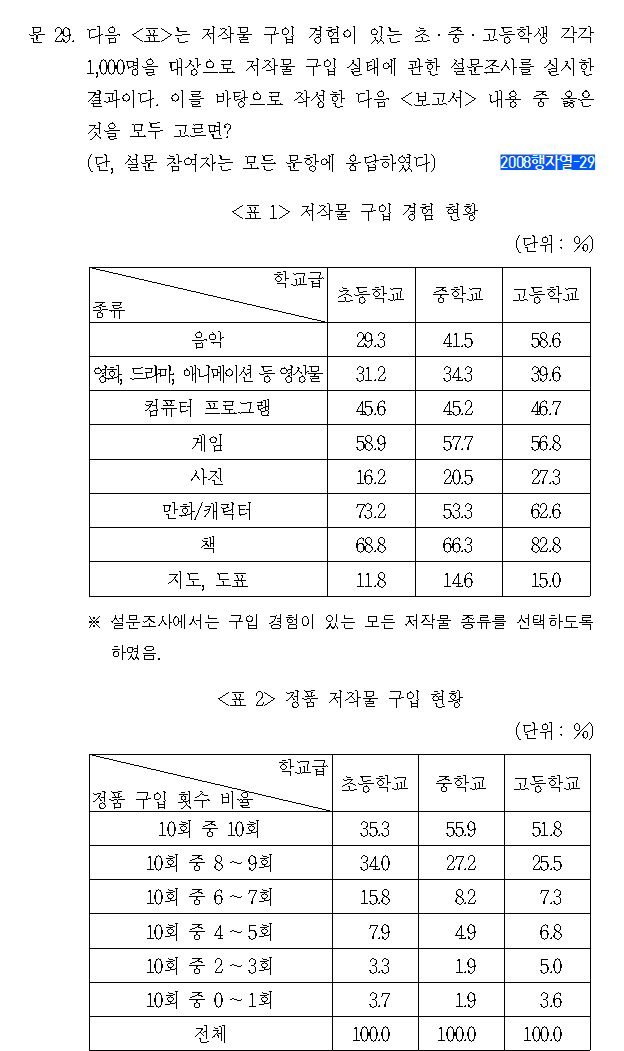 문 29. 다음 <표>는 저작물 구입 경험이 있는 초·중·고등학생 각각
1,000명을 대상으로 저작물 구입 실태에 관한 설문조사를 실시한
결과이다. 이를 바탕으로 작성한 다음 <보고서> 내용 중 옳은
것을 모두 고르면?
(단, 설문 참여자는 모든 문항에 응답하였다) 2008행자열-29
<표 1> 저작물 구입 경험 현황
(단위: %)
학교급
종류 초등학교 중학교 고등학교
음악 29.3 41.5 58.6
영화, 드라마, 애니메이션 등 영상물 31.2 34.3 39.6
컴퓨터 프로그램 45.6 45.2 46.7
게임 58.9 57.7 56.8
사진 16.2 20.5 27.3
만화/캐릭터 73.2 53.3 62.6
책 68.8 66.3 82.8
지도, 도표 11.8 14.6 15.0
※ 설문조사에서는 구입 경험이 있는 모든 저작물 종류를 선택하도록
하였음.
<표 2> 정품 저작물 구입 현황
(단위: %)
학교급
정품 구입 횟수 비율 초등학교 중학교 고등학교
10회 중 10회 35.3 55.9 51.8
10회 중 8~9회 34.0 27.2 25.5
10회 중 6~7회 15.8 8.2 7.3
10회 중 4~5회 7.9 4.9 6.8
10회 중 2~3회 3.3 1.9 5.0
10회 중 0~1회 3.7 1.9 3.6
전체 100.0 100.0 100.0